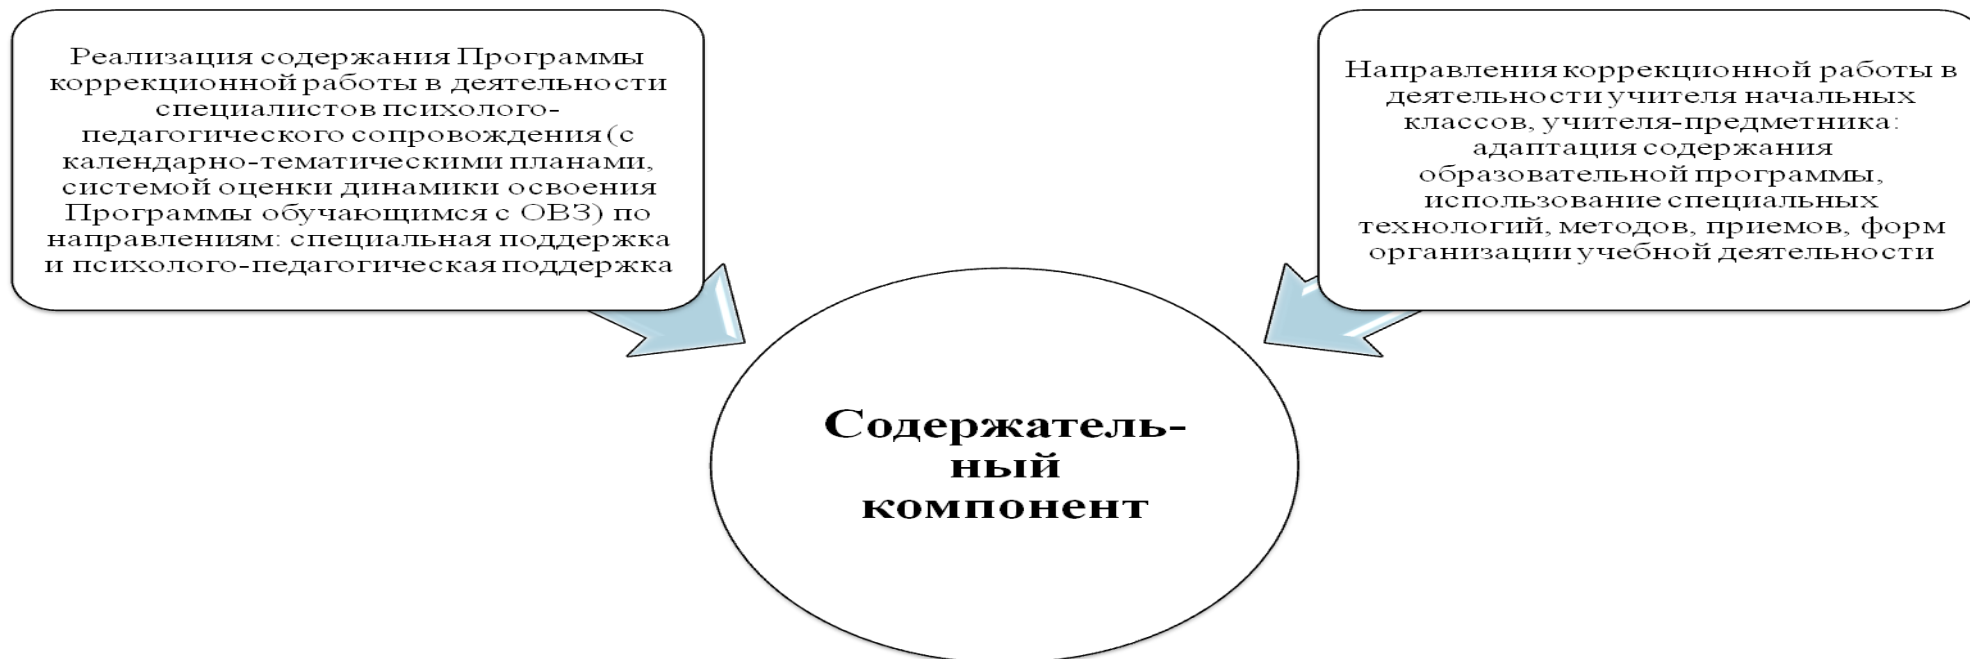 Реализация содержания Программы
коррекционной работы в деятельности
специалистов психолого-
педагогического сопровождения (с
календарно-тематическими планами,
системой оценки динамики освоения
Программы обучающимся с ОВЗ) по
направлениям: специальная поддержка
и психолого-педагогическая поддержка
Направления коррекционной работы в
деятельности учителя начальных
классов, учителя-предметника:
адаптация содержания
образовательной программы,
использование специальных
технологий, методов, приемов, форм
организации учебной деятельности
Содержатель-
ный
компонент